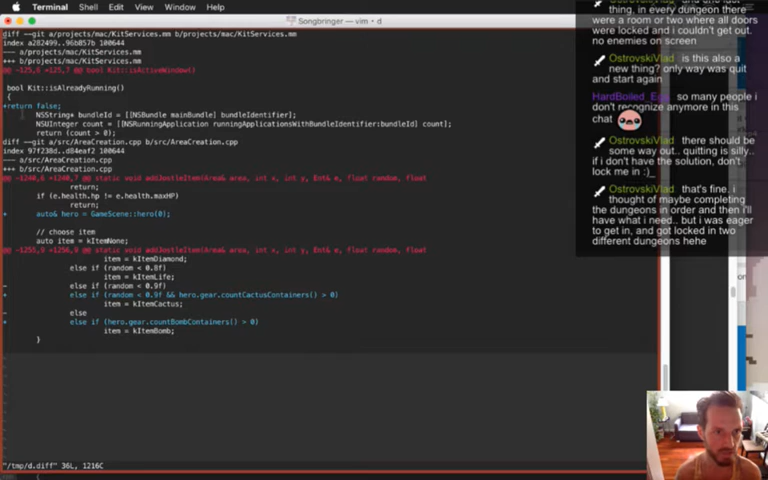 Terminal Shell Edit View Window Help
Songbringer — vim • d
diff --git a/projects/mac/KitServices.mm b/projects/mac/KitServices.mm
index a282499..96b857b 100644
--- a/projects/mac/KitServices.mm
+++ b/projects/mac/KitServices.mm
@@ -125,6 +125,7 @@ bool Kit::isActiveWindow()
bool Kit::isAlreadyRunning()
{
+return false;
NSString* bundleId = [[NSBundle mainBundle] bundleIdentifier];
NSUInteger count = [[NSRunningApplication runningApplicationsWithBundleIdentifier:bundleId] count];
return (count > 0);
diff --git a/src/AreaCreation.cpp b/src/AreaCreation.cpp
index 97f238d..d84eaf2 100644
--- a/src/AreaCreation.cpp
+++ b/src/AreaCreation.cpp
@@ -1240,6 +1240,7 @@ static void addJostleItem(Area& area, int x, int y, Ent& e, float random, float
return;
if (e.health.hp != e.health.maxHP)
return;
+ auto& hero = GameScene::hero(0);
// choose item
auto item = kItemNone;
@@ -1255,9 +1256,9 @@ static void addJostleItem(Area& area, int x, int y, Ent& e, float random, float
item = kItemDiamond;
else if (random < 0.8f)
item = kItemLife;
- else if (random < 0.9f)
+ else if (random < 0.9f && hero.gear.countCactusContainers() > 0)
item = kItemCactus;
- else
+ else if (hero.gear.countBombContainers() > 0)
item = kItemBomb;
}
"/tmp/d.diff" 36L, 1216C
thing, in every dungeon there
were a room or two where all doors
were locked and i couldn't get out.
no enemies on screen
OstrovskiVlad is this also a
new thing? only way was quit
and start again
so many people i
don't recognize anymore in this
chat
OstrovskiVlad there should be
some way out.. quitting is silly..
if i don't have the solution, don't
lock me in :)_
OstrovskiVlad that's fine. i
thought of maybe completing
the dungeons in order and then i'll
have what i need.. but i was eager
to get in, and got locked in two
different dungeons hehe